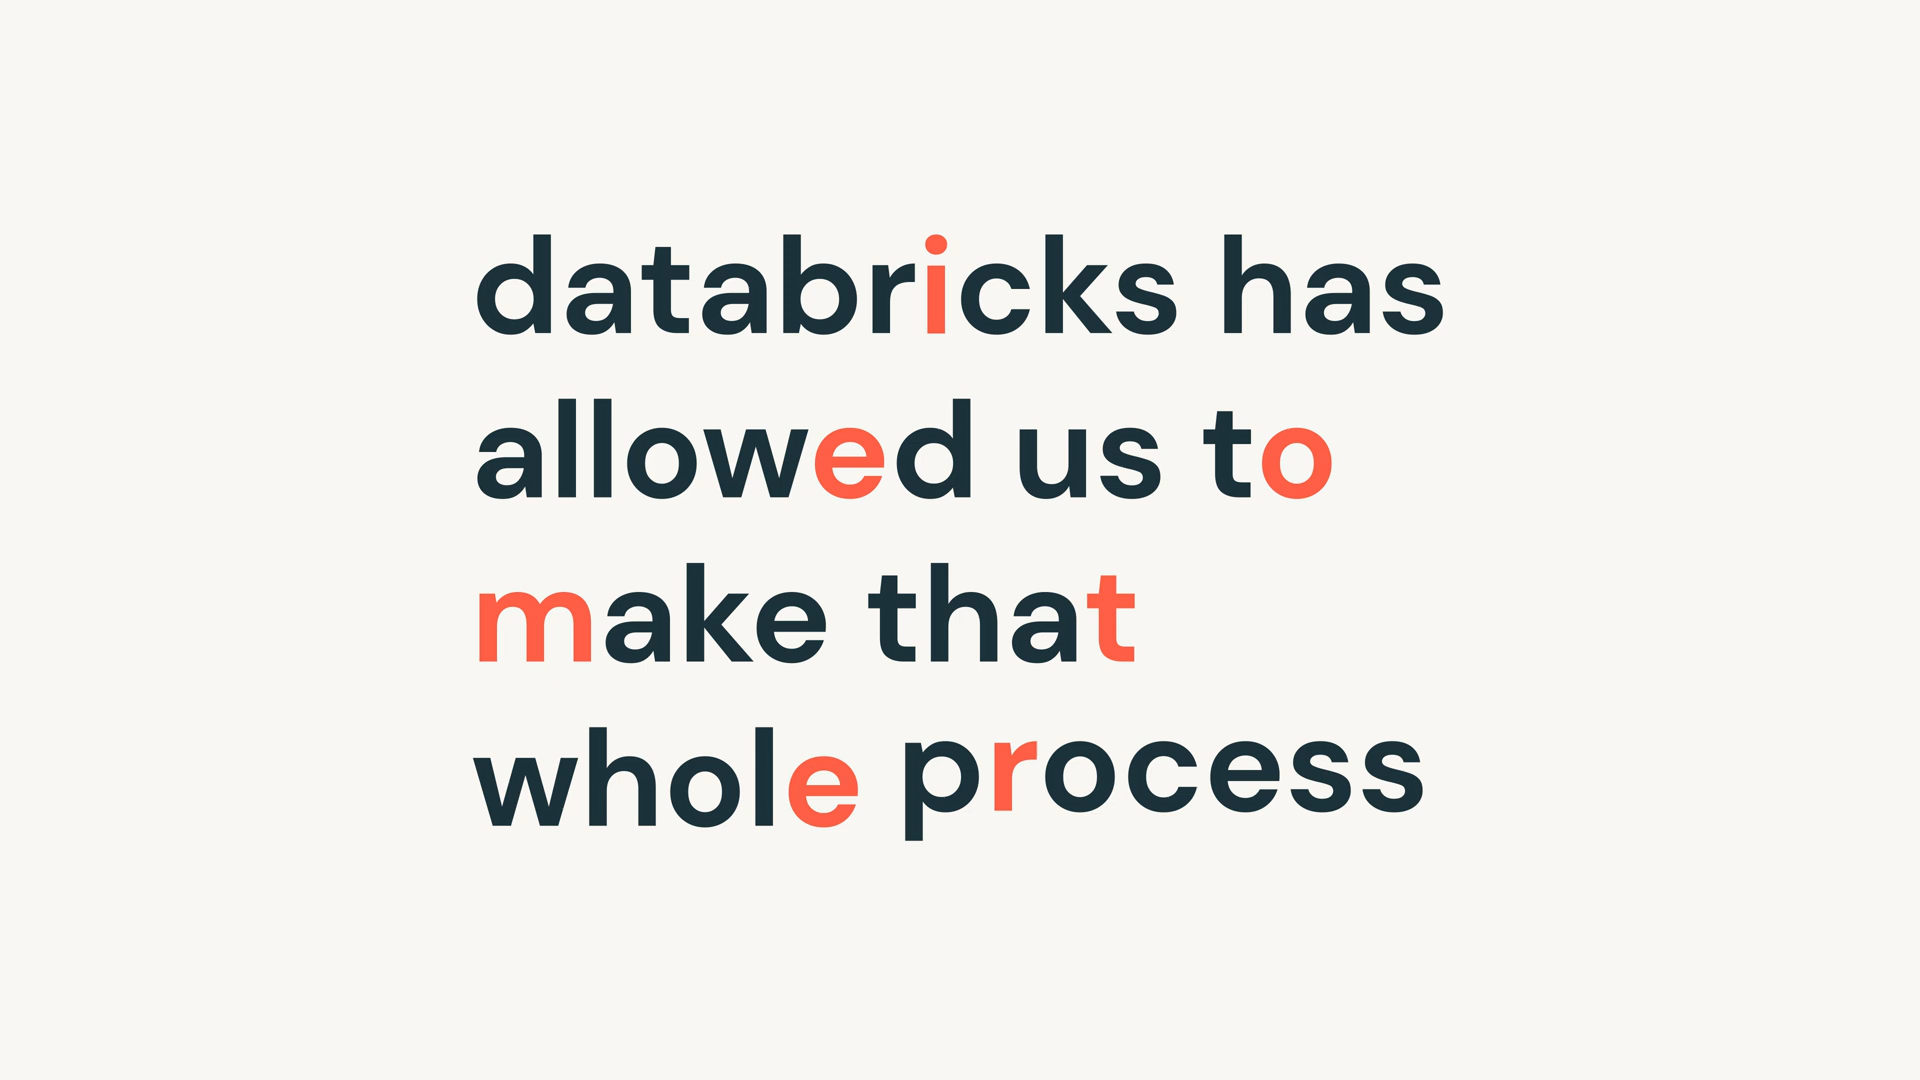 databricks has
allowed us to
make that
whole process